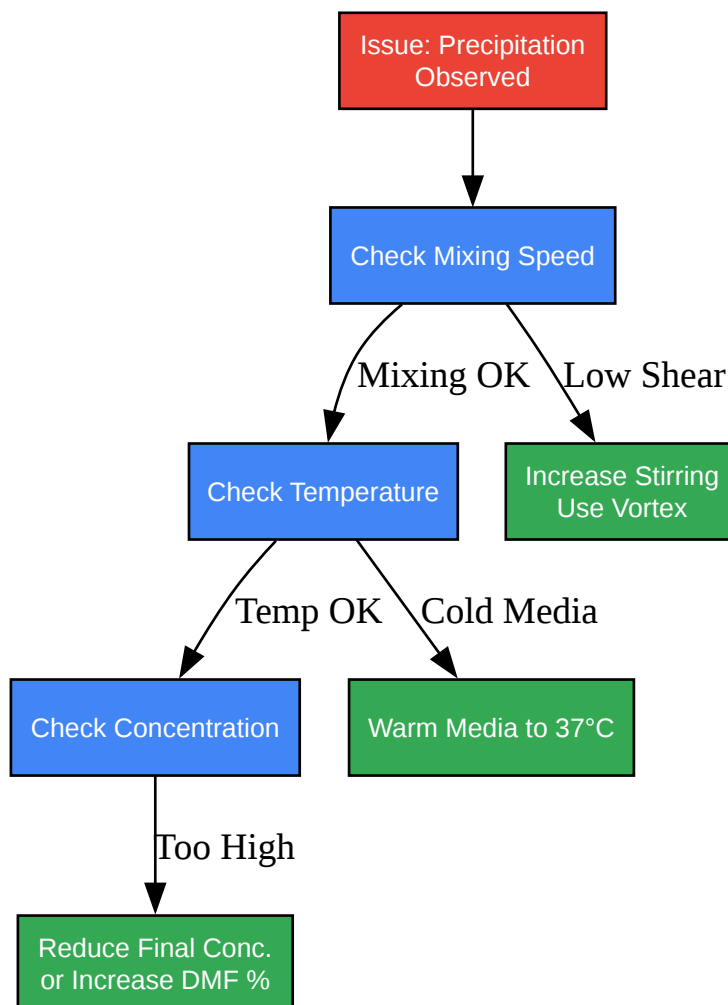 Issue: Precipitation
Observed
Check Mixing Speed
Mixing OK
Low Shear
Check Temperature
Increase Stirring
Use Vortex
Temp OK
Cold Media
Check Concentration
Warm Media to 37°C
Too High
Reduce Final Conc.
or Increase DMF %